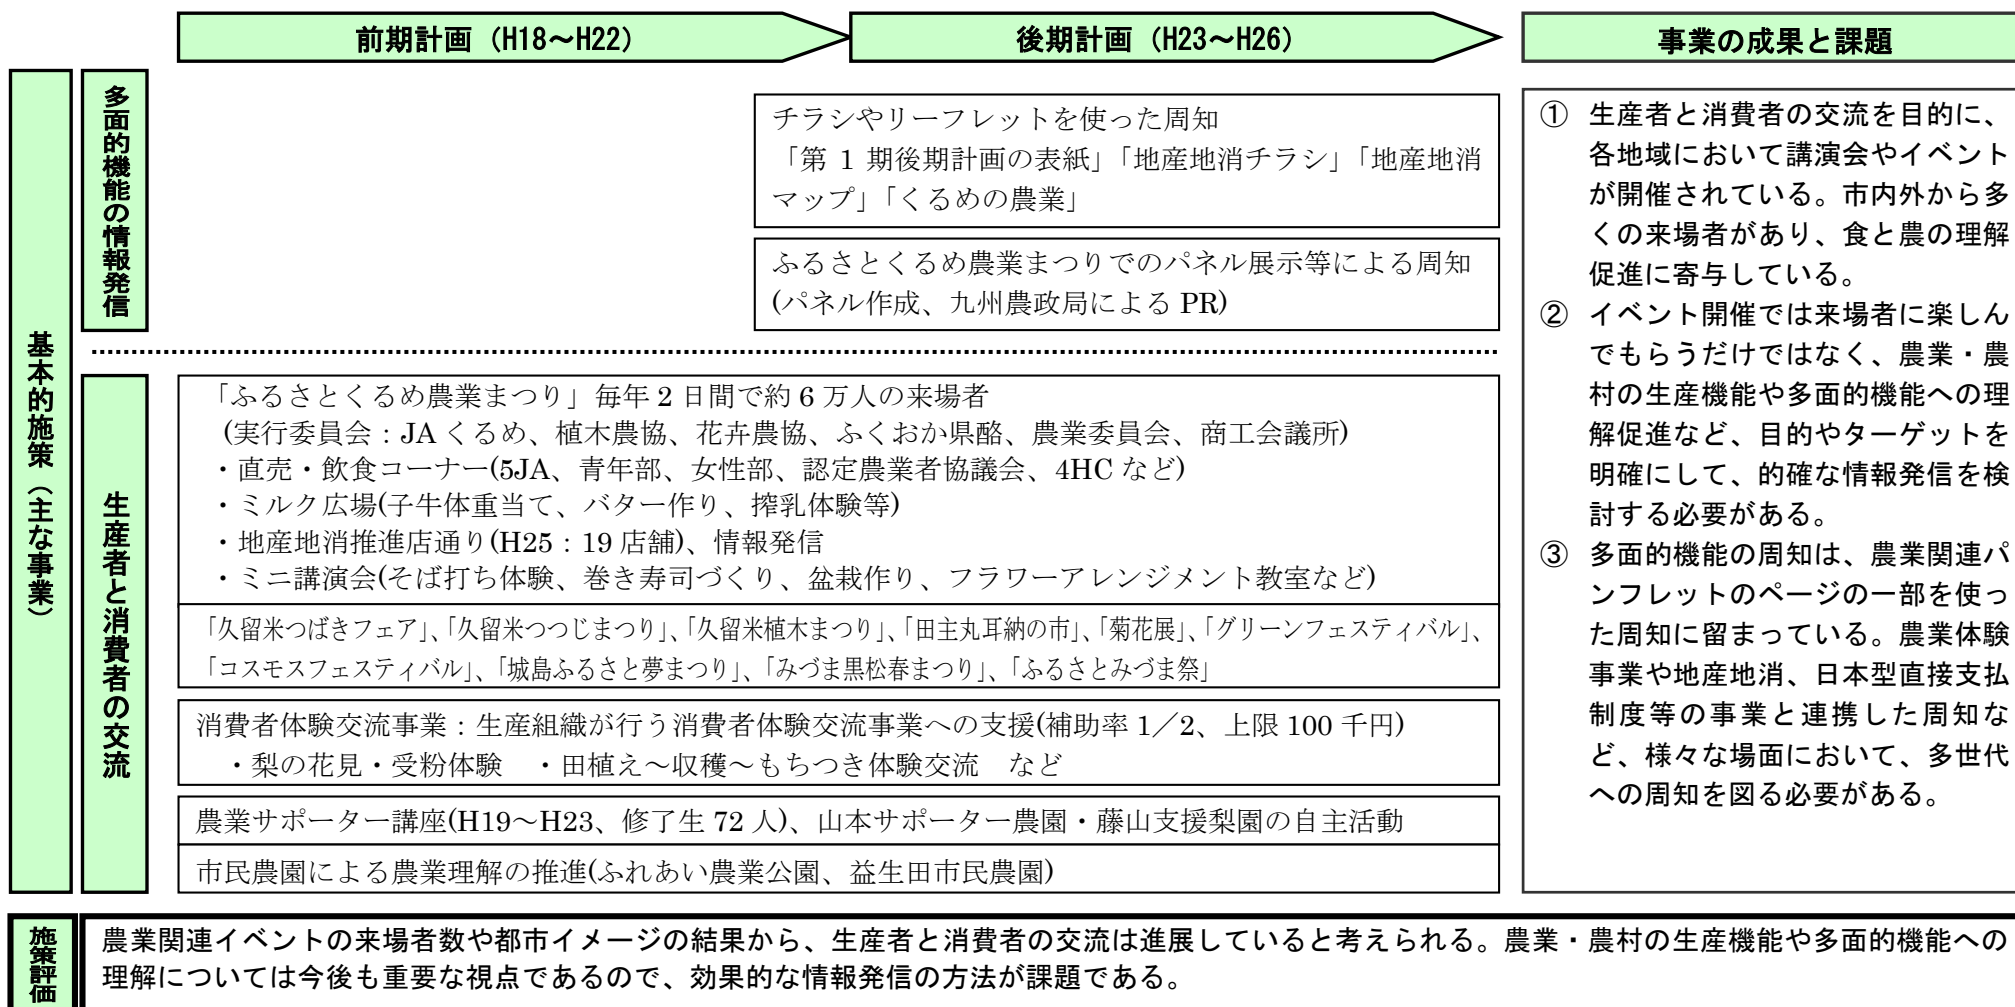 前期計画（H18～H22）
後期計画（H23～H26）
事業の成果と課題
基本的施策（主な事業）
多面的機能の情報発信
チラシやリーフレットを使った周知
「第 1 期後期計画の表紙」「地産地消チラシ」「地産地消
マップ」「くるめの農業」
ふるさとくるめ農業まつりでのパネル展示等による周知
(パネル作成、九州農政局による PR)
生産者と消費者の交流
「ふるさとくるめ農業まつり」毎年 2 日間で約 6 万人の来場者
(実行委員会：JA くるめ、植木農協、花卉農協、ふくおか県酪、農業委員会、商工会議所)
・直売・飲食コーナー(5JA、青年部、女性部、認定農業者協議会、4HC など)
・ミルク広場(子牛体重当て、バター作り、搾乳体験等)
・地産地消推進店通り(H25：19 店舗)、情報発信
・ミニ講演会(そば打ち体験、巻き寿司づくり、盆栽作り、フラワーアレンジメント教室など)
「久留米つばきフェア」、「久留米つつじまつり」、「久留米植木まつり」、「田主丸耳納の市」、「菊花展」、「グリーンフェスティバル」、
「コスモスフェスティバル」、「城島ふるさと夢まつり」、「みづま黒松春まつり」、「ふるさとみづま祭」
消費者体験交流事業：生産組織が行う消費者体験交流事業への支援(補助率 1／2、上限 100 千円)
・梨の花見・受粉体験　・田植え～収穫～もちつき体験交流　など
農業サポーター講座(H19～H23、修了生 72 人)、山本サポーター農園・藤山支援梨園の自主活動
市民農園による農業理解の推進(ふれあい農業公園、益生田市民農園)
① 生産者と消費者の交流を目的に、
各地域において講演会やイベント
が開催されている。市内外から多
くの来場者があり、食と農の理解
促進に寄与している。
② イベント開催では来場者に楽しん
でもらうだけではなく、農業・農
村の生産機能や多面的機能への理
解促進など、目的やターゲットを
明確にして、的確な情報発信を検
討する必要がある。
③ 多面的機能の周知は、農業関連パ
ンフレットのページの一部を使っ
た周知に留まっている。農業体験
事業や地産地消、日本型直接支払
制度等の事業と連携した周知な
ど、様々な場面において、多世代
への周知を図る必要がある。
施策評価
農業関連イベントの来場者数や都市イメージの結果から、生産者と消費者の交流は進展していると考えられる。農業・農村の生産機能や多面的機能への
理解については今後も重要な視点であるので、効果的な情報発信の方法が課題である。